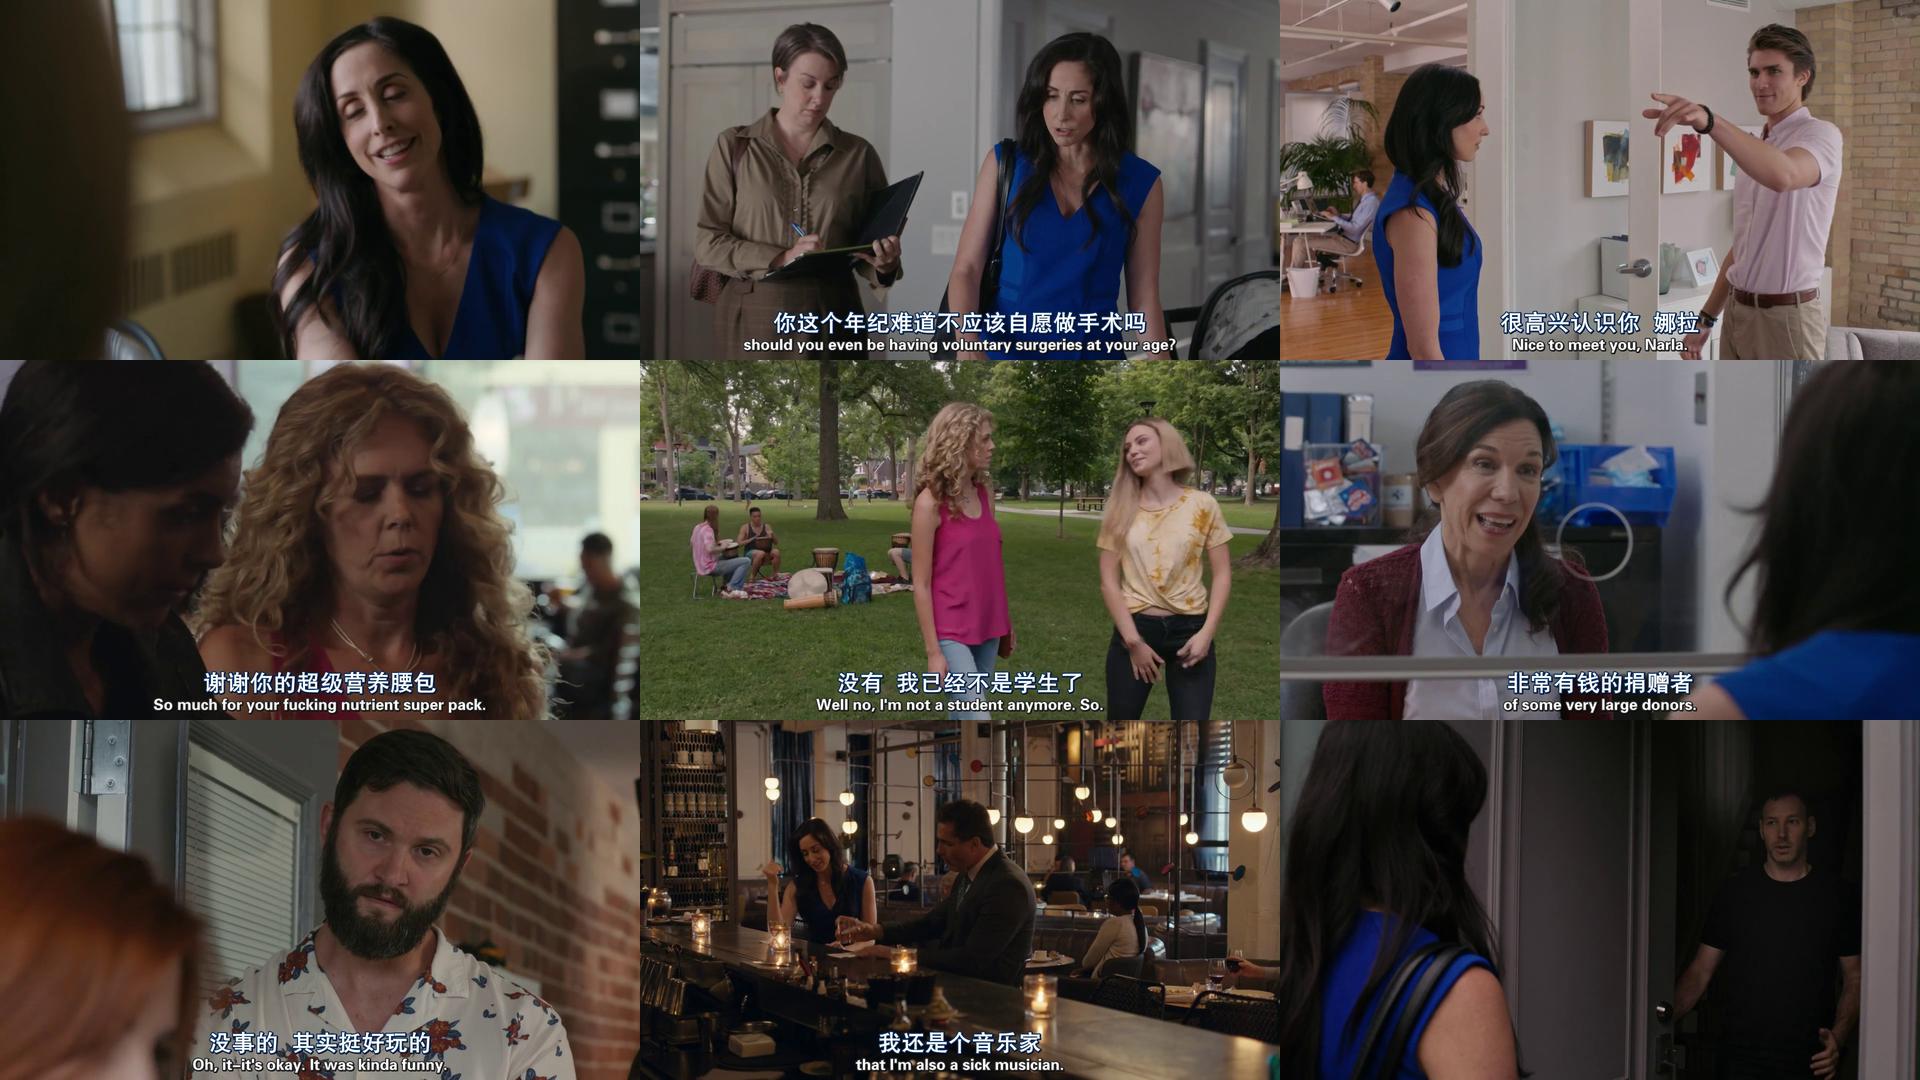 你这个年纪难道不应该自愿做手术吗
should you even be having voluntary surgeries at your age?
很高兴认识你 娜拉
Nice to meet you, Narla.
谢谢你的超级营养腰包
So much for your fucking nutrient super pack.
没有 我已经不是学生了
Well no, I'm not a student anymore. So.
非常有钱的捐赠者
of some very large donors.
没事的 其实挺好玩的
Oh, it-it's okay. It was kinda funny.
我还是个音乐家
that I'm also a sick musician.